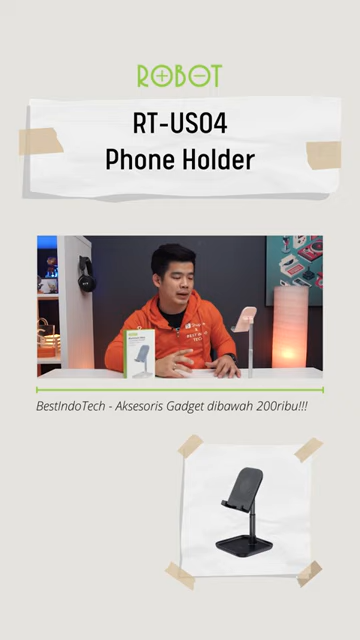 ROBOT
RT-US04
Phone Holder
BestIndoTech - Aksesoris Gadget dibawah 200ribu!!!